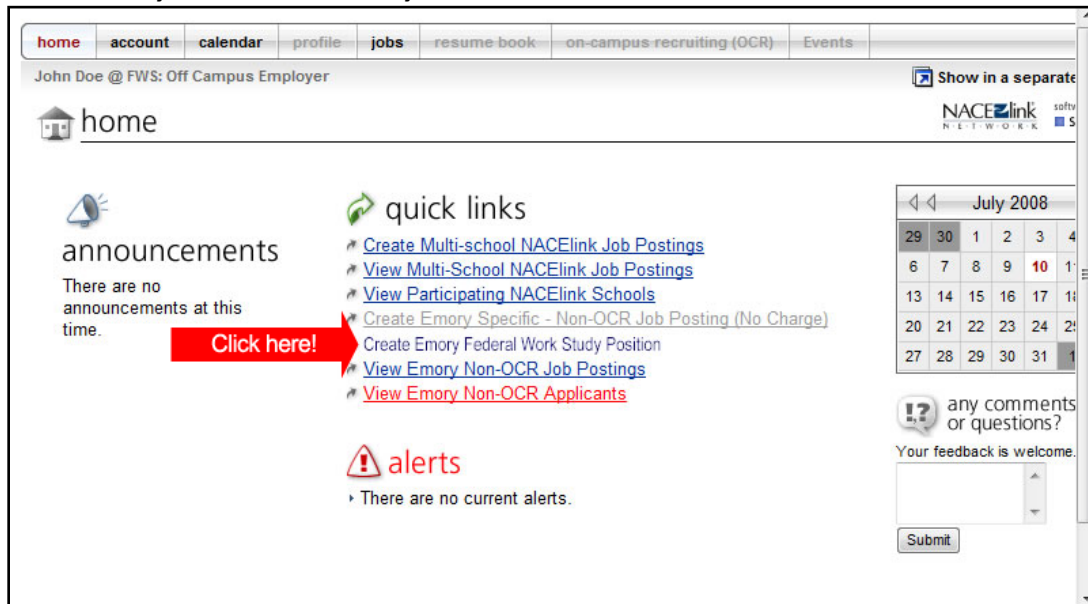 home account calendar profile jobs resume book on-campus recruiting (OCR) Events
John Doe @ FWS: Off Campus Employer
Show in a separate
home
NACElink
N·E·T·W·O·R·K
announcements
There are no
announcements at this
time.
quick links
Create Multi-school NACElink Job Postings
View Multi-School NACElink Job Postings
View Participating NACElink Schools
Create Emory Specific - Non-OCR Job Posting (No Charge)
Click here!
Create Emory Federal Work Study Position
View Emory Non-OCR Job Postings
View Emory Non-OCR Applicants
alerts
There are no current alerts.
July 2008
29 30 1 2 3 4
6 7 8 9 10
13 14 15 16 17
20 21 22 23 24
27 28 29 30 31
!?
any comments
or questions?
Your feedback is welcome.
Submit